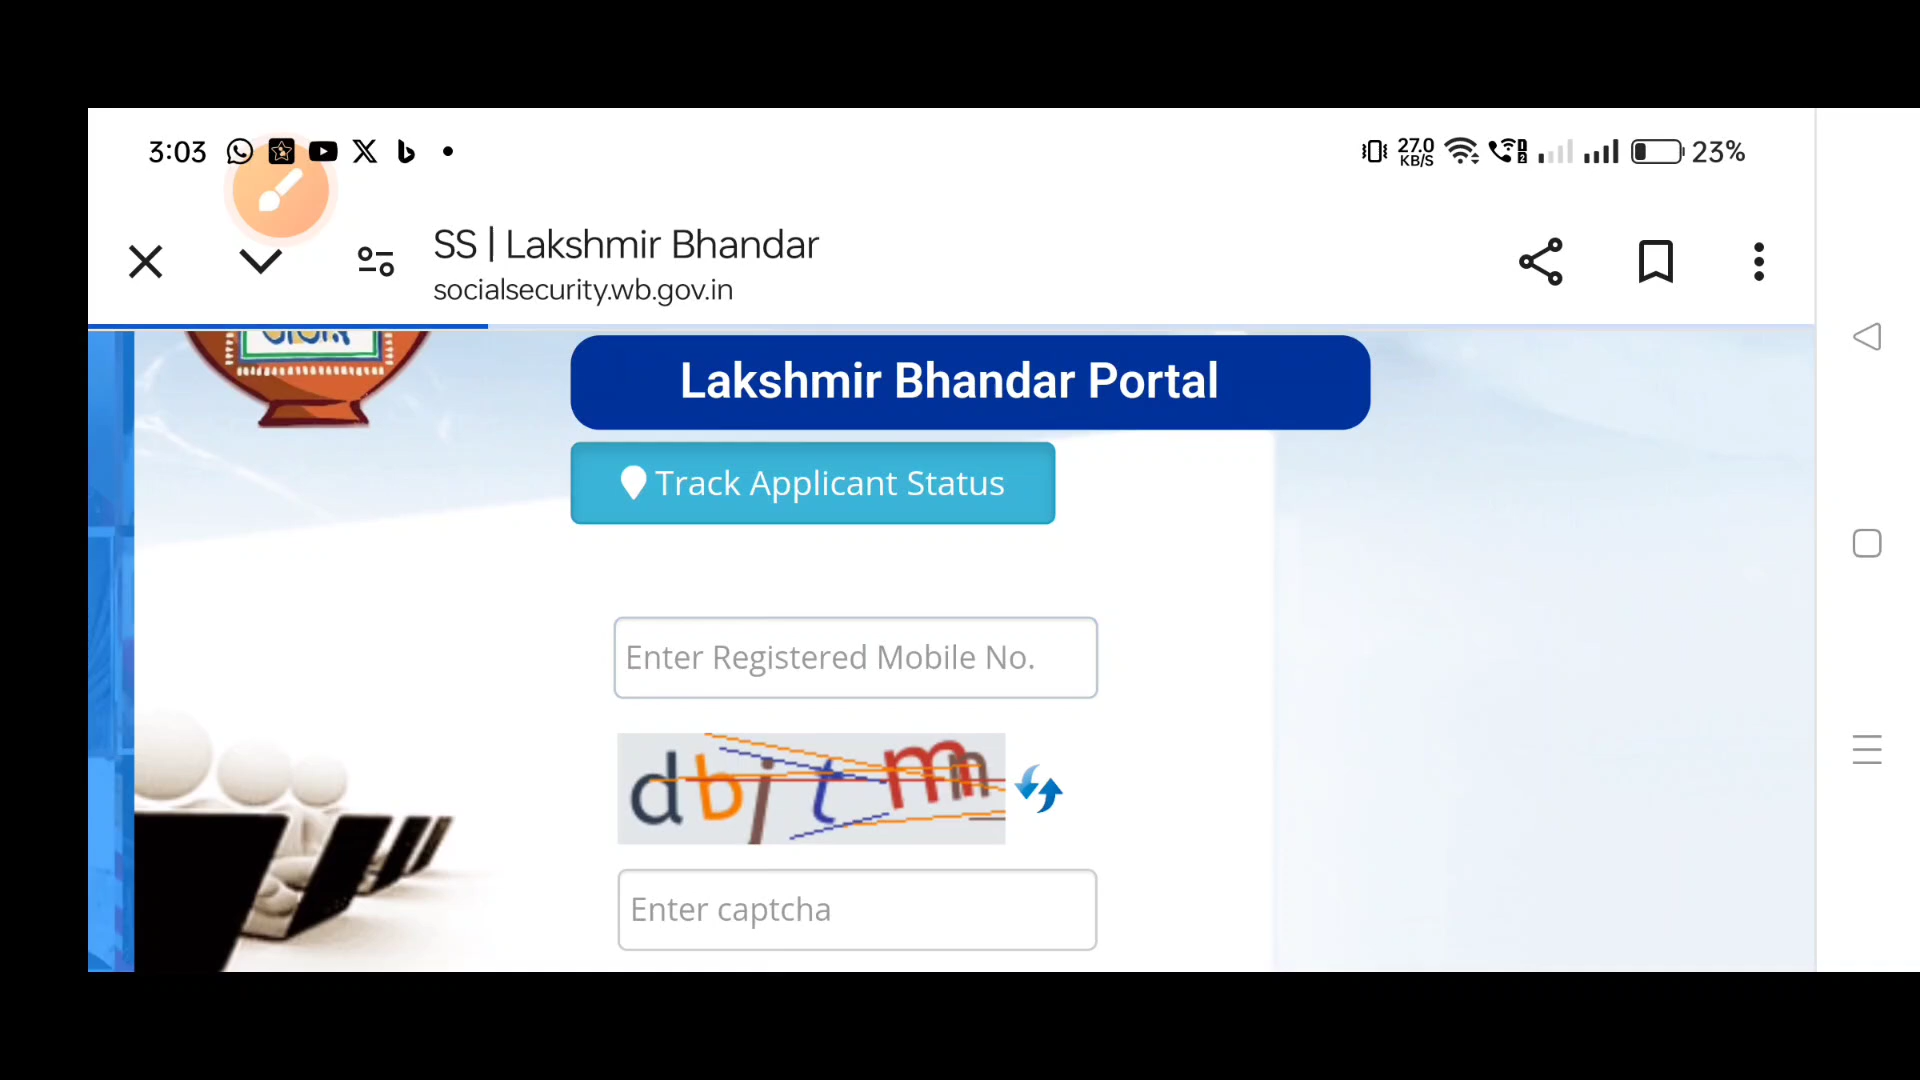 3:03
27.0 KB/S
23%
SS | Lakshmir Bhandar
socialsecurity.wb.gov.in
Lakshmir Bhandar Portal
Track Applicant Status
Enter Registered Mobile No.
Enter captcha